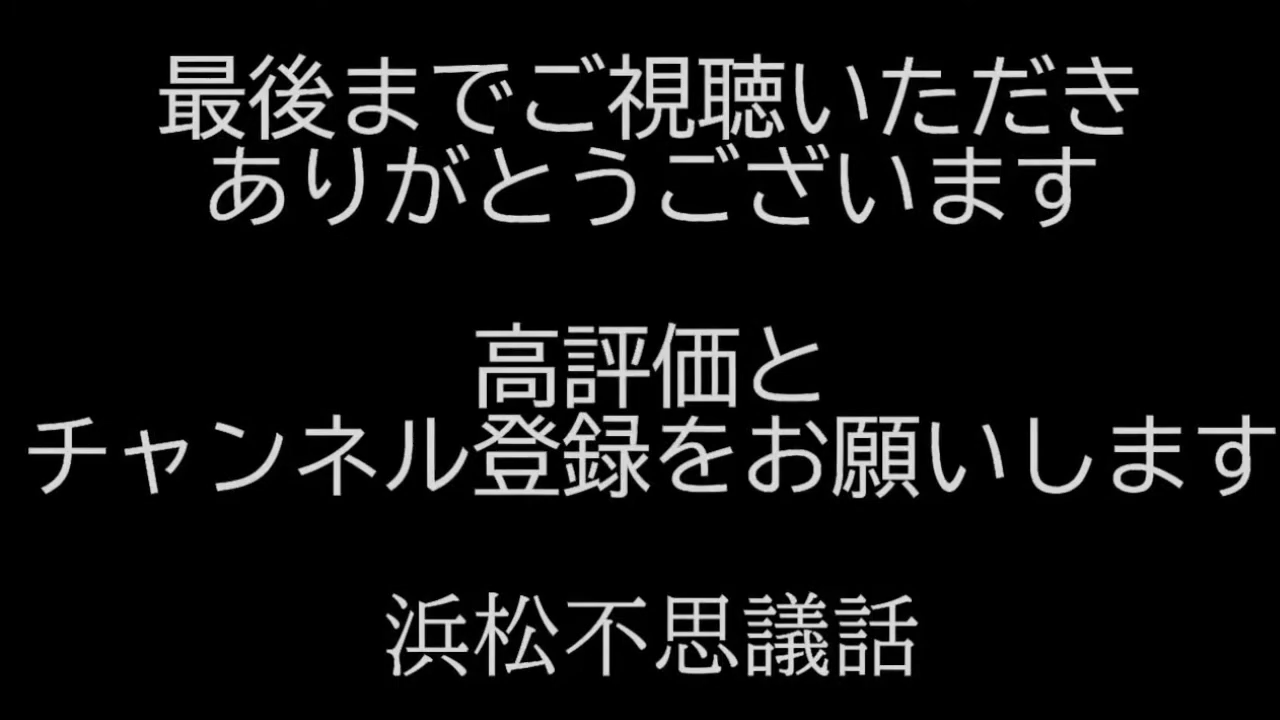 最後までご視聴いただき
ありがとうございます
高評価と
チャンネル登録をお願いします
浜松不思議話